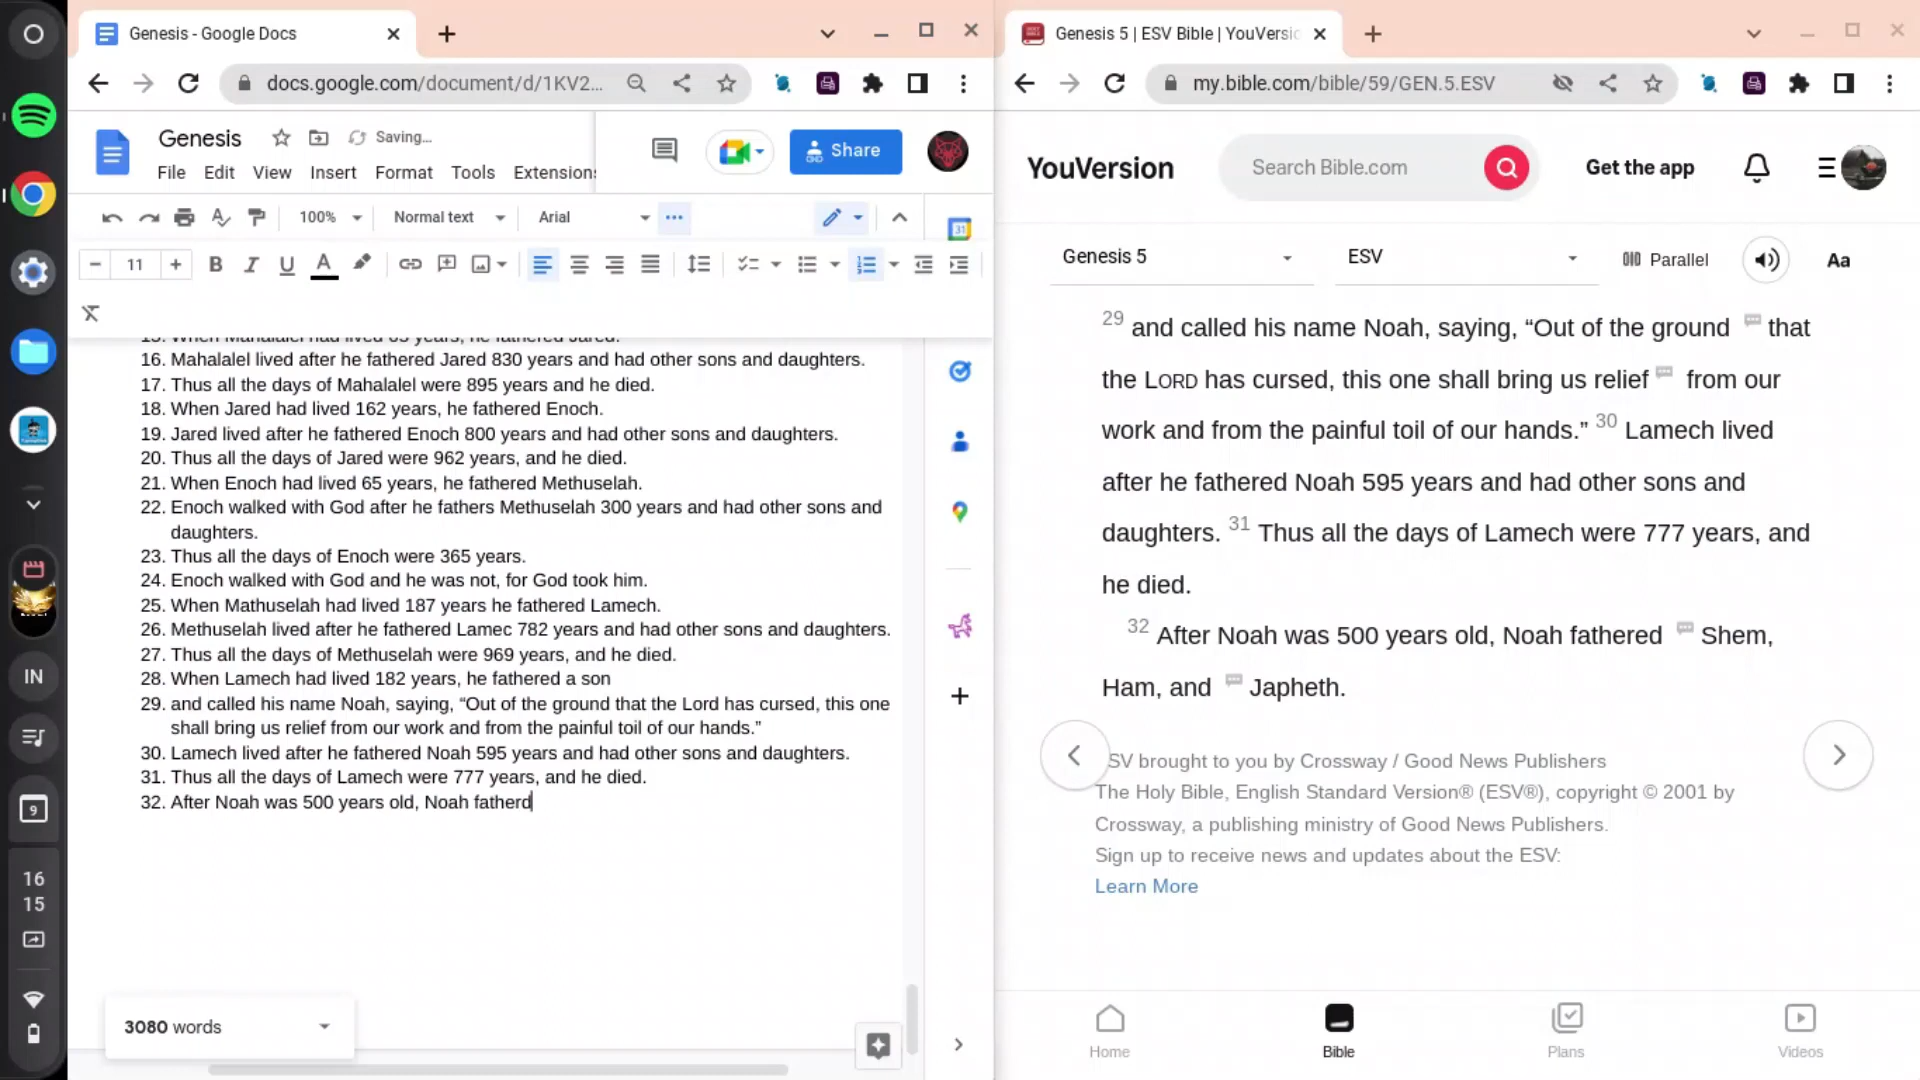 Genesis - Google Docs
docs.google.com/document/d/1KV2...
Genesis
Saving...
File Edit View Insert Format Tools Extensions
Share
100% Normal text Arial
11
16. Mahalalel lived after he fathered Jared 830 years and had other sons and daughters.
17. Thus all the days of Mahalalel were 895 years and he died.
18. When Jared had lived 162 years, he fathered Enoch.
19. Jared lived after he fathered Enoch 800 years and had other sons and daughters.
20. Thus all the days of Jared were 962 years, and he died.
21. When Enoch had lived 65 years, he fathered Methuselah.
22. Enoch walked with God after he fathers Methuselah 300 years and had other sons and
daughters.
23. Thus all the days of Enoch were 365 years.
24. Enoch walked with God and he was not, for God took him.
25. When Mathuselah had lived 187 years he fathered Lamech.
26. Methuselah lived after he fathered Lamec 782 years and had other sons and daughters.
27. Thus all the days of Methuselah were 969 years, and he died.
28. When Lamech had lived 182 years, he fathered a son
29. and called his name Noah, saying, “Out of the ground that the Lord has cursed, this one
shall bring us relief from our work and from the painful toil of our hands.”
30. Lamech lived after he fathered Noah 595 years and had other sons and daughters.
31. Thus all the days of Lamech were 777 years, and he died.
32. After Noah was 500 years old, Noah fatherd
3080 words
31
IN
9
16
15
Genesis 5 | ESV Bible | YouVersic
my.bible.com/bible/59/GEN.5.ESV
YouVersion
Search Bible.com
Get the app
Genesis 5
ESV
Parallel
Aa
29 and called his name Noah, saying, “Out of the ground that
the LORD has cursed, this one shall bring us relief from our
work and from the painful toil of our hands.” 30 Lamech lived
after he fathered Noah 595 years and had other sons and
daughters. 31 Thus all the days of Lamech were 777 years, and
he died.
32 After Noah was 500 years old, Noah fathered Shem,
Ham, and Japheth.
SV brought to you by Crossway / Good News Publishers
The Holy Bible, English Standard Version® (ESV®), copyright © 2001 by
Crossway, a publishing ministry of Good News Publishers.
Sign up to receive news and updates about the ESV:
Learn More
Home
Bible
Plans
Videos